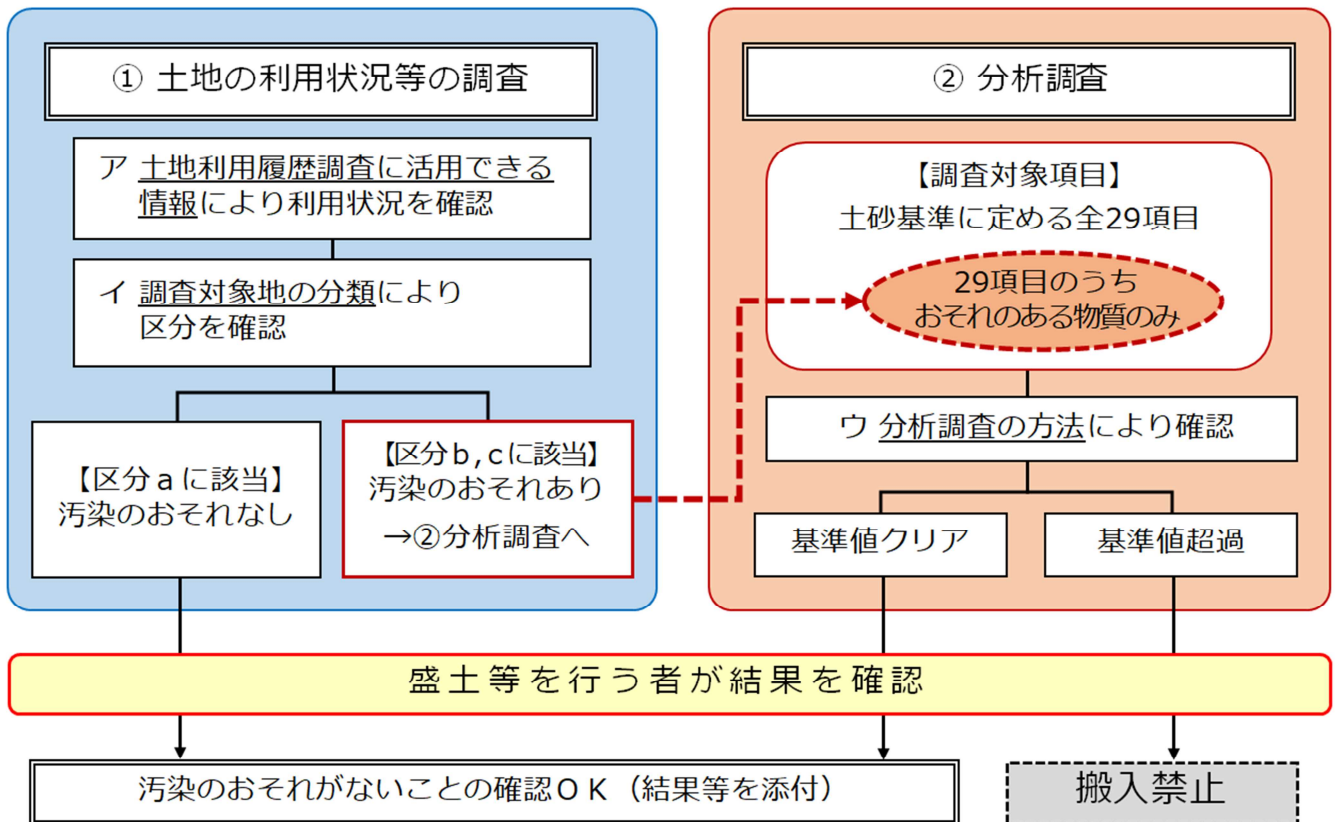 ① 土地の利用状況等の調査
ア 土地利用履歴調査に活用できる
情報により利用状況を確認
イ 調査対象地の分類により
区分を確認
【区分aに該当】
汚染のおそれなし
【区分b,cに該当】
汚染のおそれあり
→②分析調査へ
② 分析調査
【調査対象項目】
土砂基準に定める全29項目
29項目のうち
おそれのある物質のみ
ウ 分析調査の方法により確認
基準値クリア
基準値超過
盛土等を行う者が結果を確認
汚染のおそれがないことの確認OK（結果等を添付）
搬入禁止